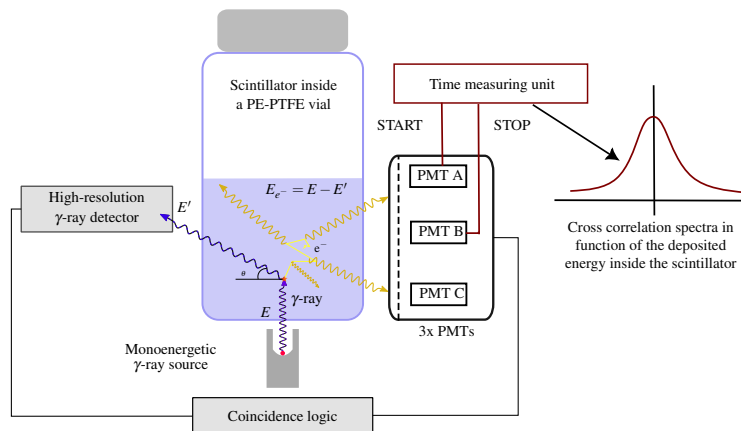 Scintillator inside
a PE-PTFE vial
Time measuring unit
START
STOP
PMT A
PMT B
PMT C
3x PMTs
High-resolution
γ-ray detector
E′
E_{e⁻} = E − E′
e⁻
θ
γ-ray
E
Monoenergetic
γ-ray source
Coincidence logic
Cross correlation spectra in
function of the deposited
energy inside the scintillator